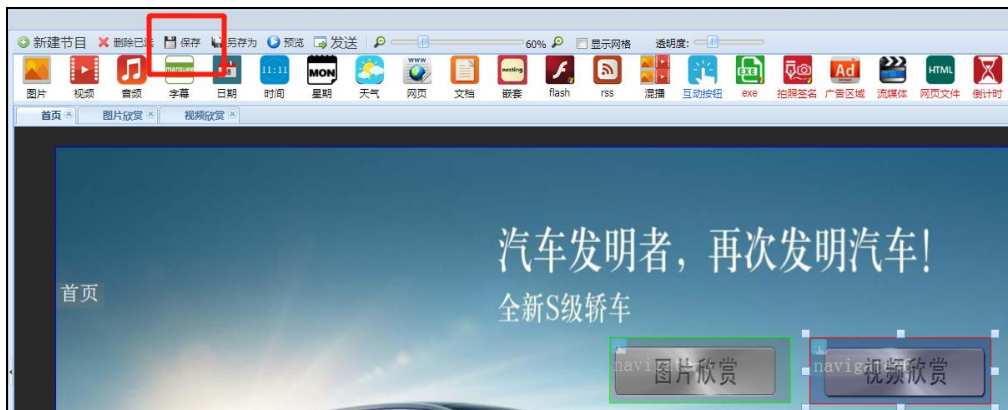 新建节目 删除已选 保存 另存为 预览 发送 60% 显示网格 透明度:
marquee 8 11:11 MON WWW nesting EXE Ad HTML
图片 视频 音频 字幕 日期 时间 星期 天气 网页 文档 嵌套 flash rss 混播 互动按钮 exe 拍照签名 广告区域 流媒体 网页文件 倒计时
首页 图片欣赏 视频欣赏
汽车发明者，再次发明汽车!
首页
全新S级轿车
图片欣赏 视频欣赏